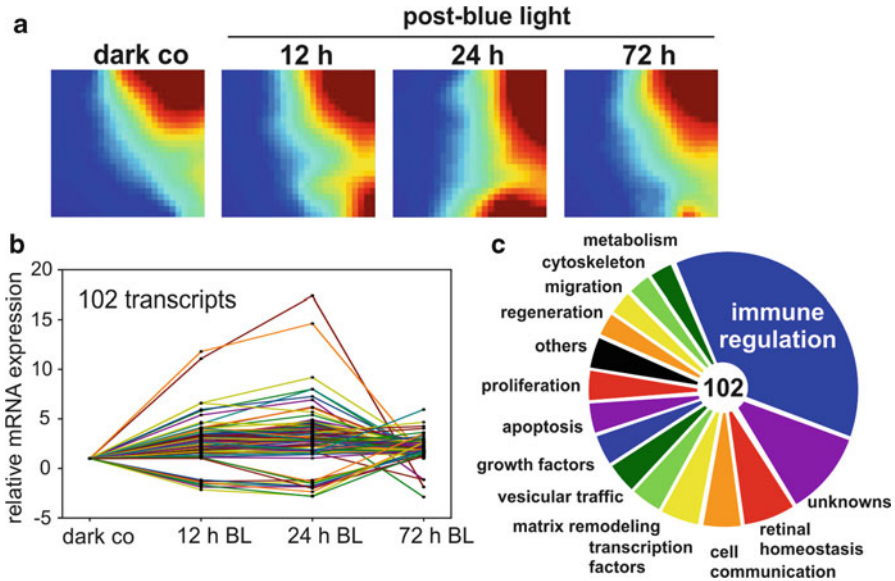 a
post-blue light
dark co 12 h 24 h 72 h
b
102 transcripts
relative mRNA expression
20
15
10
5
0
-5
dark co 12 h BL 24 h BL 72 h BL
c
metabolism
cytoskeleton
migration
regeneration
others
proliferation
apoptosis
growth factors
vesicular traffic
matrix remodeling
transcription
factors
cell
communication
retinal
homeostasis
unknowns
immune
regulation
102